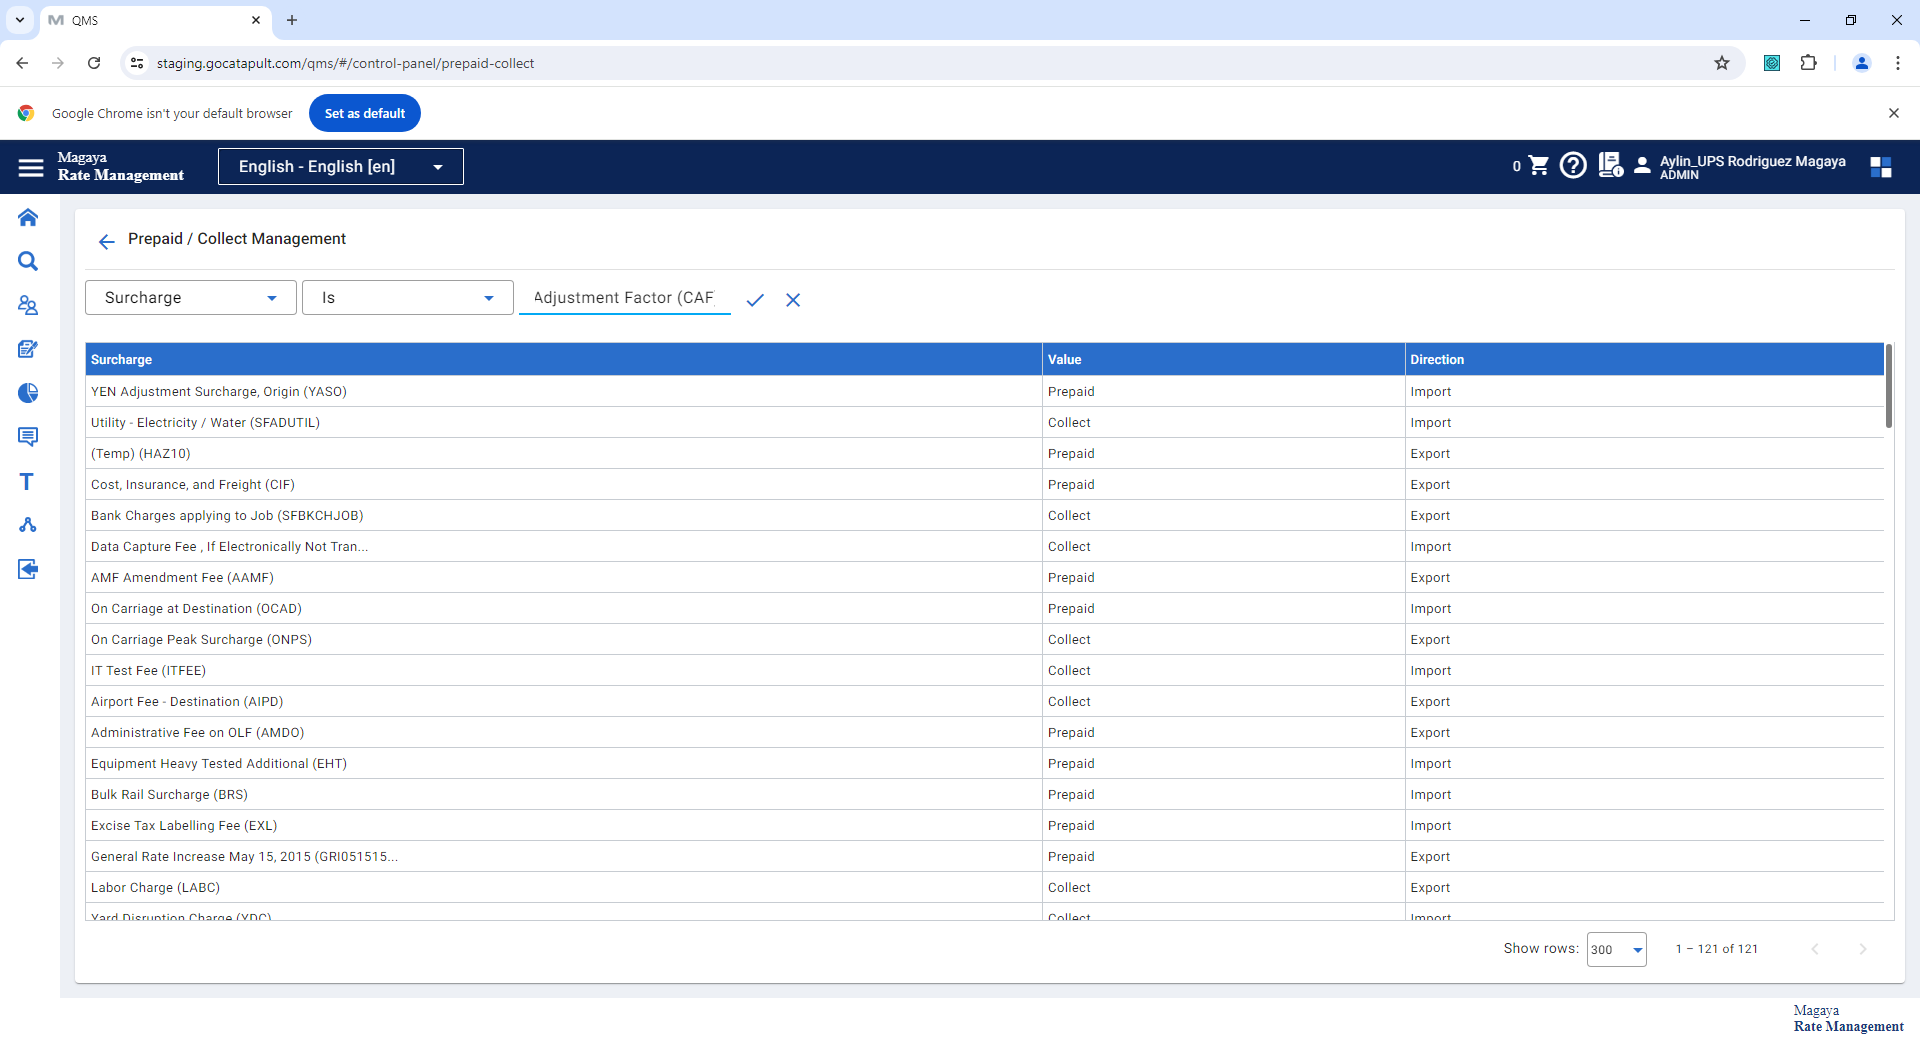 QMS
staging.gocatapult.com/qms/#/control-panel/prepaid-collect
Google Chrome isn't your default browser
Set as default
Magaya
Rate Management
English - English [en]
0
Aylin_UPS Rodriguez Magaya
ADMIN
Prepaid / Collect Management
Surcharge
Is
Adjustment Factor (CAF)
Surcharge Value Direction
YEN Adjustment Surcharge, Origin (YASO) Prepaid Import
Utility - Electricity / Water (SFADUTIL) Collect Import
(Temp) (HAZ10) Prepaid Export
Cost, Insurance, and Freight (CIF) Prepaid Export
Bank Charges applying to Job (SFBKCHJOB) Collect Export
Data Capture Fee , If Electronically Not Tran... Collect Import
AMF Amendment Fee (AAMF) Prepaid Export
On Carriage at Destination (OCAD) Prepaid Import
On Carriage Peak Surcharge (ONPS) Collect Export
IT Test Fee (ITFEE) Collect Import
Airport Fee - Destination (AIPD) Collect Export
Administrative Fee on OLF (AMDO) Prepaid Export
Equipment Heavy Tested Additional (EHT) Prepaid Import
Bulk Rail Surcharge (BRS) Prepaid Import
Excise Tax Labelling Fee (EXL) Prepaid Import
General Rate Increase May 15, 2015 (GRI051515... Prepaid Export
Labor Charge (LABC) Collect Export
Yard Disruption Charge (YDC) Collect Import
Show rows: 300 1 – 121 of 121
Magaya
Rate Management